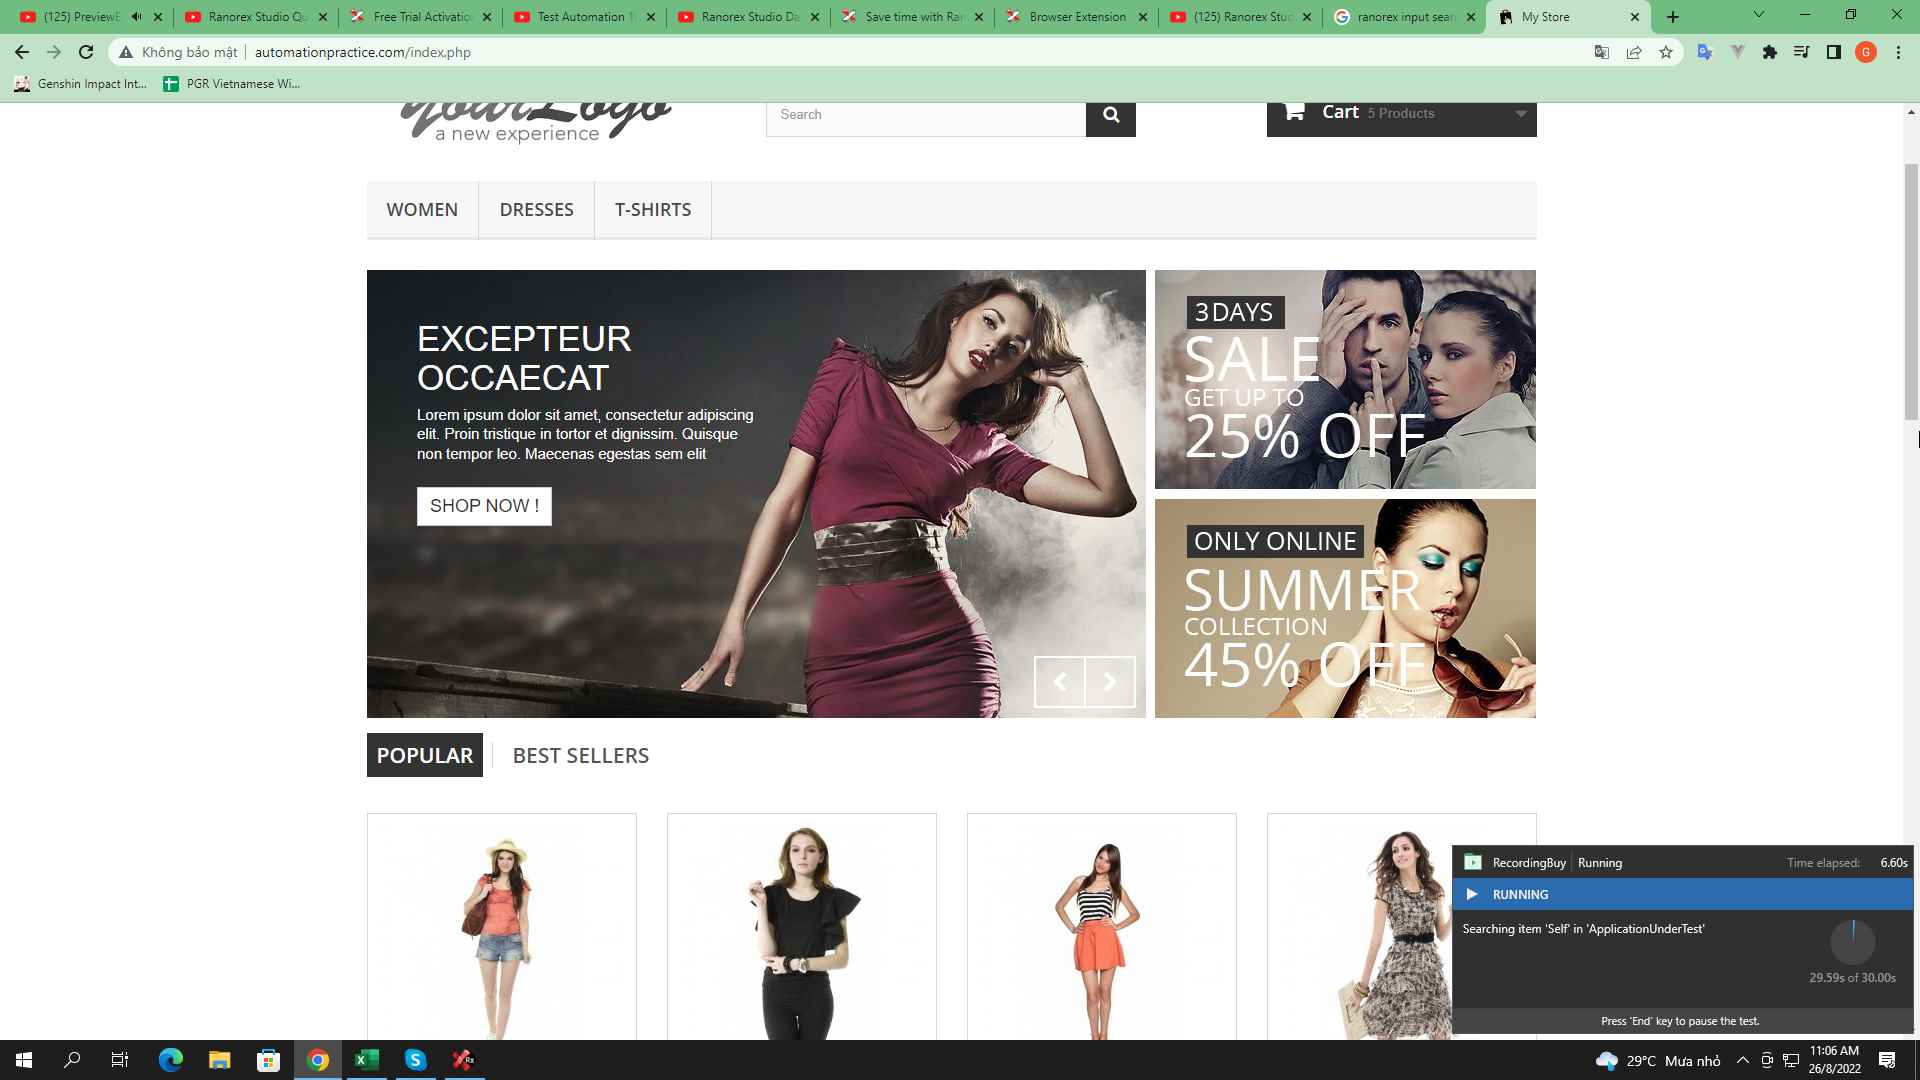 (125) PreviewE
Ranorex Studio Qu
Free Trial Activation
Test Automation 1
Ranorex Studio Da
Save time with Ran
Browser Extension
(125) Ranorex Stud
ranorex input sear
My Store
Không bảo mật
automationpractice.com/index.php
G
Genshin Impact Int...
PGR Vietnamese Wi...
your Logo
a new experience
Search
Cart 5 Products
WOMEN
DRESSES
T-SHIRTS
EXCEPTEUR
OCCAECAT
Lorem ipsum dolor sit amet, consectetur adipiscing
elit. Proin tristique in tortor et dignissim. Quisque
non tempor leo. Maecenas egestas sem elit
SHOP NOW !
3 DAYS
SALE
GET UP TO
25% OFF
ONLY ONLINE
SUMMER
COLLECTION
45% OFF
POPULAR
BEST SELLERS
RecordingBuy
Running
Time elapsed: 6.60s
RUNNING
Searching item 'Self' in 'ApplicationUnderTest'
29.59s of 30.00s
Press 'End' key to pause the test.
29°C Mưa nhỏ
11:06 AM
26/8/2022